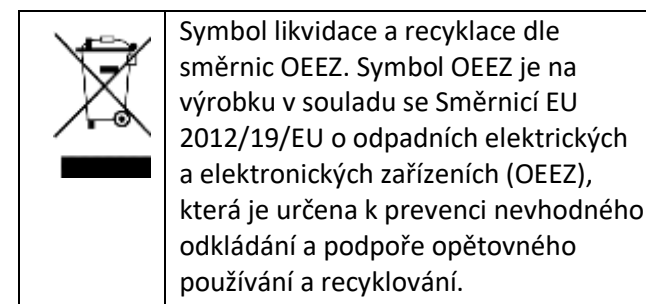 Symbol likvidace a recyklace dle
směrnic OEEZ. Symbol OEEZ je na
výrobku v souladu se Směrnicí EU
2012/19/EU o odpadních elektrických
a elektronických zařízeních (OEEZ),
která je určena k prevenci nevhodného
odkládání a podpoře opětovného
používání a recyklování.